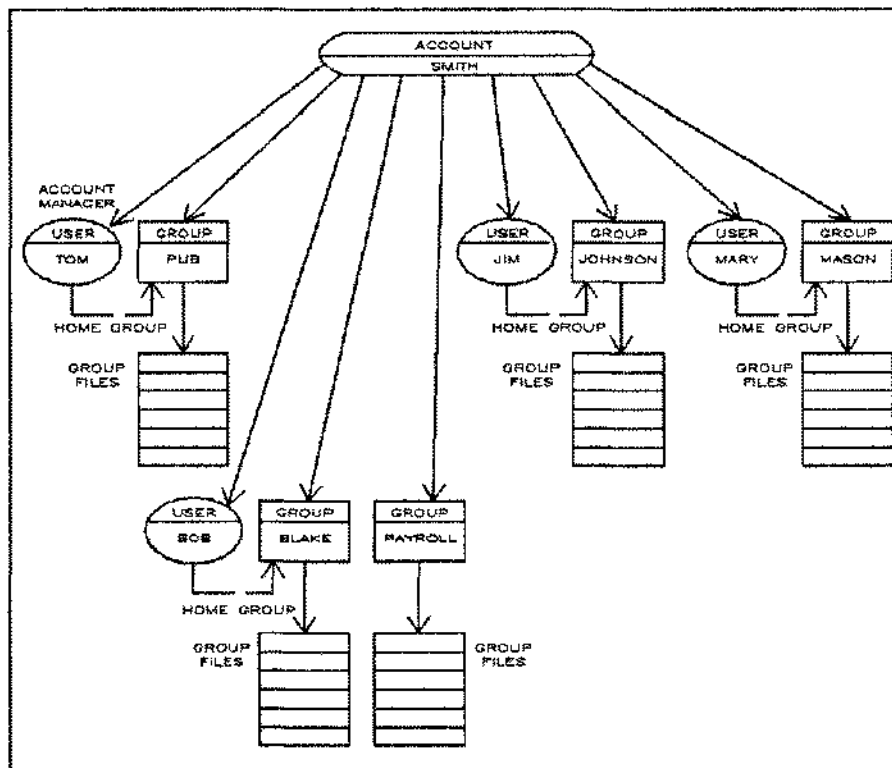 ACCOUNT
SMITH
ACCOUNT
MANAGER
USER
TOM
GROUP
PUB
HOME GROUP
GROUP
FILES
USER
JIM
GROUP
JOHNSON
HOME GROUP
GROUP
FILES
USER
MARY
GROUP
MASON
HOME GROUP
GROUP
FILES
USER
BOB
GROUP
BLAKE
HOME GROUP
GROUP
FILES
GROUP
PAYROLL
GROUP
FILES